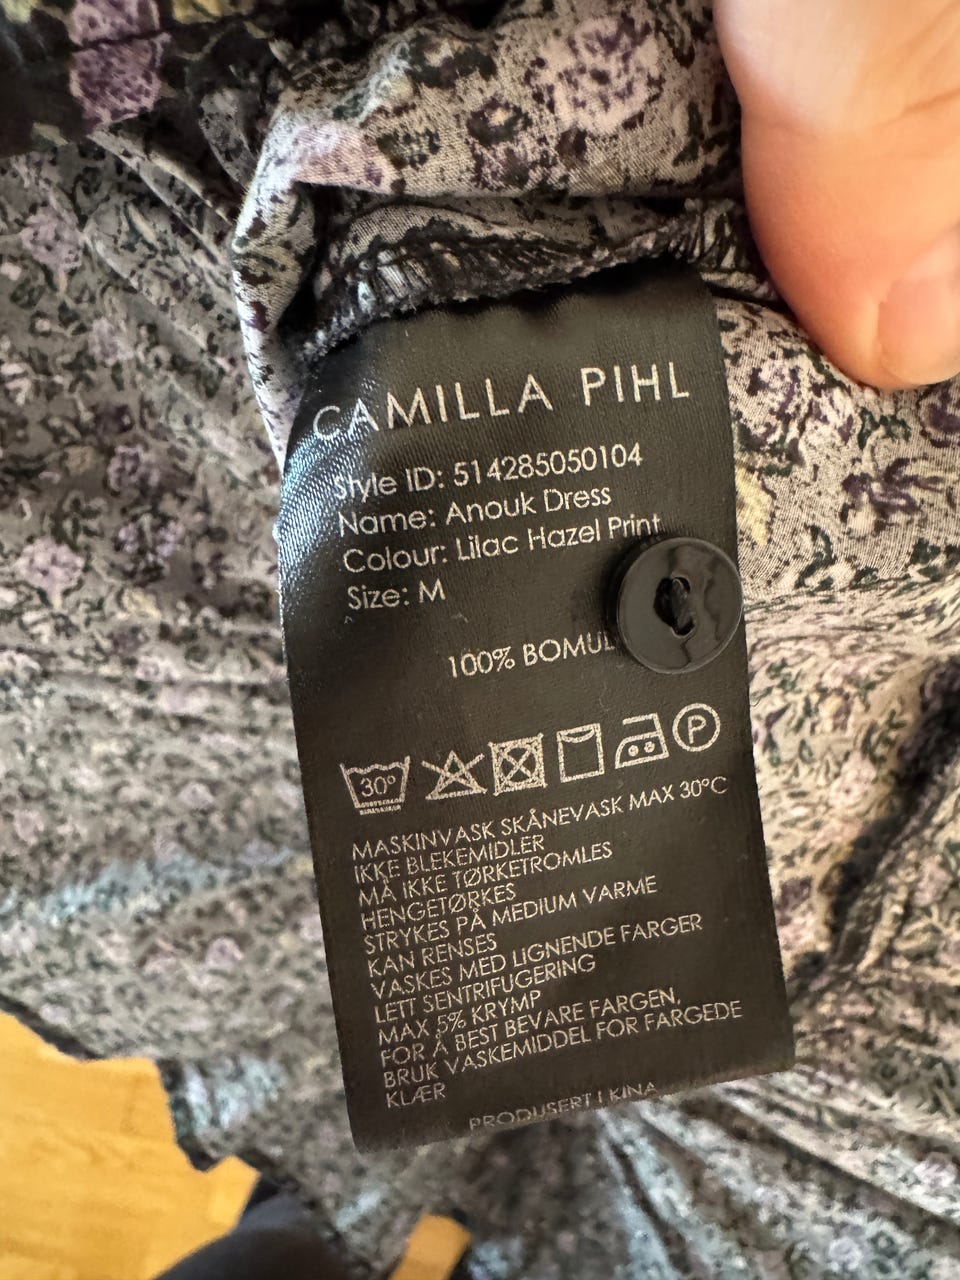 CAMILLA PIHL
Style ID: 514285050104
Name: Anouk Dress
Colour: Lilac Hazel Print
Size: M
100%
30°
P
MASKINVASK SKÅNEVASK MAX 30°C
IKKE BLEKEMIDLER
MÅ IKKE TØRKETROMLES
HENGETØRKES
STRYKES PÅ MEDIUM VARME
KAN RENSES
VASKES MED LIGNENDE FARGER
LETT SENTRIFUGERING
MAX 5% KRYMP
FOR Å BEST BEVARE FARGEN,
BRUK VASKEMIDDEL FOR FARGEDE
KLÆR
PRODUSERT I KINA